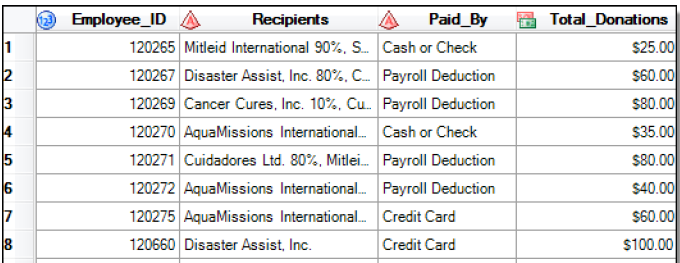 123 Employee_ID A Recipients A Paid_By Total_Donations
1 120265 Mitleid International 90%, S... Cash or Check $25.00
2 120267 Disaster Assist, Inc. 80%, C... Payroll Deduction $60.00
3 120269 Cancer Cures, Inc. 10%, Cu... Payroll Deduction $80.00
4 120270 AquaMissions International... Cash or Check $35.00
5 120271 Cuidadores Ltd. 80%, Mitlei... Payroll Deduction $80.00
6 120272 AquaMissions International... Payroll Deduction $40.00
7 120275 AquaMissions International... Credit Card $60.00
8 120660 Disaster Assist, Inc. Credit Card $100.00